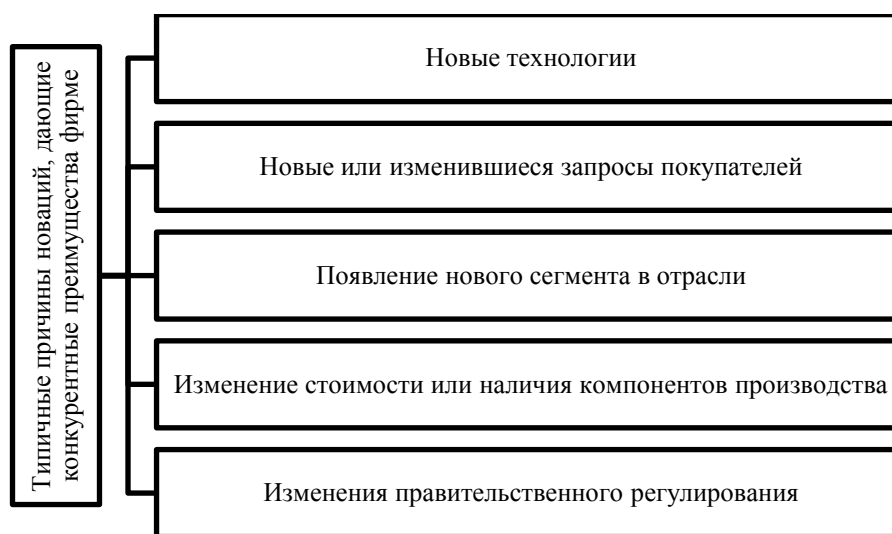 Типичные причины новаций, дающие
конкурентные преимущества фирме
Новые технологии
Новые или изменившиеся запросы покупателей
Появление нового сегмента в отрасли
Изменение стоимости или наличия компонентов производства
Изменения правительственного регулирования